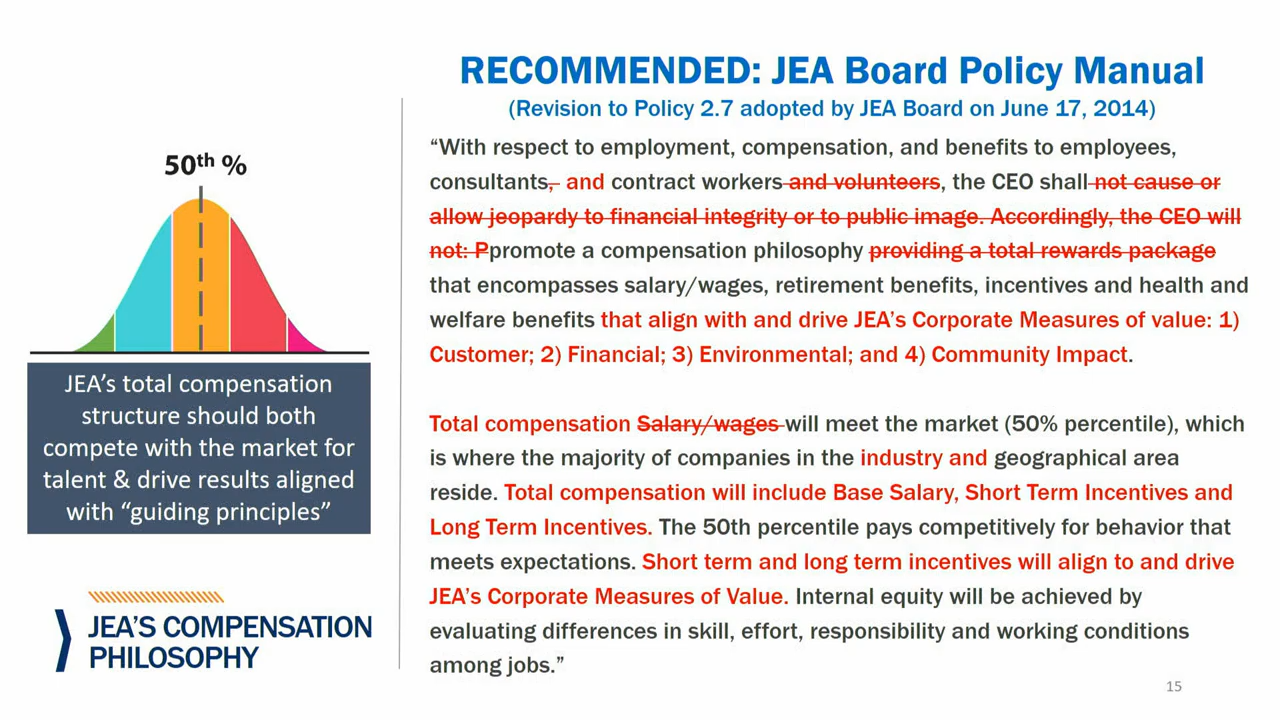 RECOMMENDED: JEA Board Policy Manual
(Revision to Policy 2.7 adopted by JEA Board on June 17, 2014)
“With respect to employment, compensation, and benefits to employees,
consultants, and contract workers and volunteers, the CEO shall not cause or
allow jeopardy to financial integrity or to public image. Accordingly, the CEO will
not: Ppromote a compensation philosophy providing a total rewards package
that encompasses salary/wages, retirement benefits, incentives and health and
welfare benefits that align with and drive JEA’s Corporate Measures of value: 1)
Customer; 2) Financial; 3) Environmental; and 4) Community Impact.
Total compensation Salary/wages will meet the market (50% percentile), which
is where the majority of companies in the industry and geographical area
reside. Total compensation will include Base Salary, Short Term Incentives and
Long Term Incentives. The 50th percentile pays competitively for behavior that
meets expectations. Short term and long term incentives will align to and drive
JEA’s Corporate Measures of Value. Internal equity will be achieved by
evaluating differences in skill, effort, responsibility and working conditions
among jobs.”
50th %
JEA’s total compensation
structure should both
compete with the market for
talent & drive results aligned
with “guiding principles”
JEA’S COMPENSATION
PHILOSOPHY
15